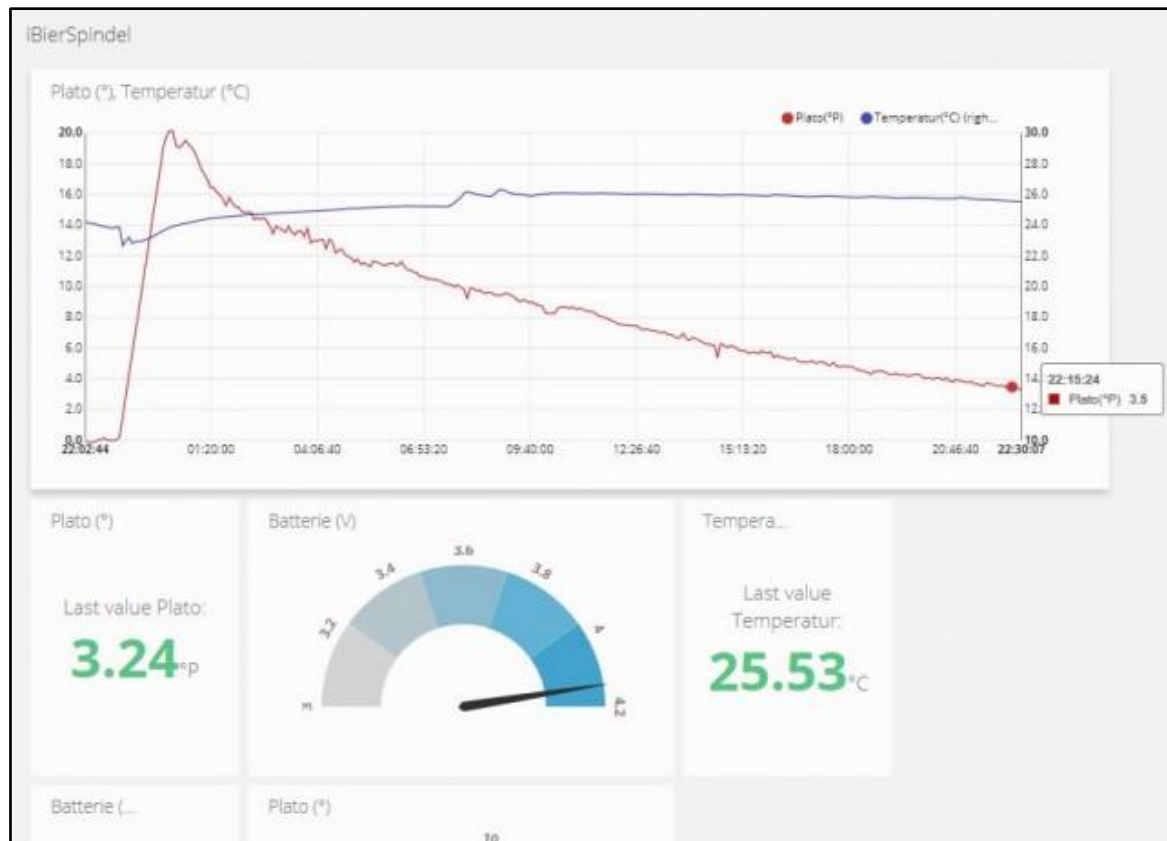 iBierSpindel
Plato (°), Temperatur (°C)
Plato(°P) Temperatur(°C) (righ...
20.0 30.0
18.0 28.0
16.0 26.0
14.0 24.0
12.0 22.0
10.0 20.0
8.0 18.0
6.0 16.0
4.0 14.
2.0 12.
0.0 10.0
22:15:24
Plato(°P) 3.5
22:02:44 01:20:00 04:06:40 06:53:20 09:40:00 12:26:40 15:13:20 18:00:00 20:46:40 22:30:07
Plato (°)
Last value Plato:
3.24 °P
Batterie (V)
3 3.2 3.4 3.6 3.8 4 4.2
Tempera...
Last value
Temperatur:
25.53 °C
Batterie (...
Plato (°)